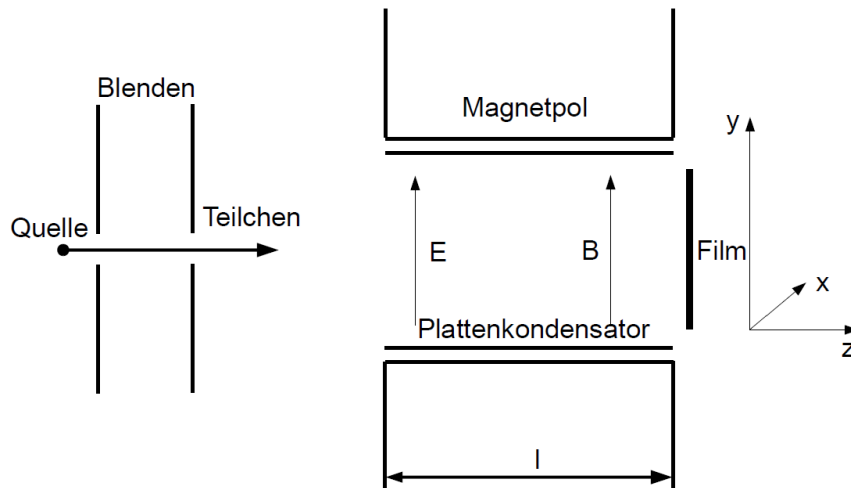 Blenden
Magnetpol
y
Quelle
Teilchen
E
B
Film
x
Plattenkondensator
z
l